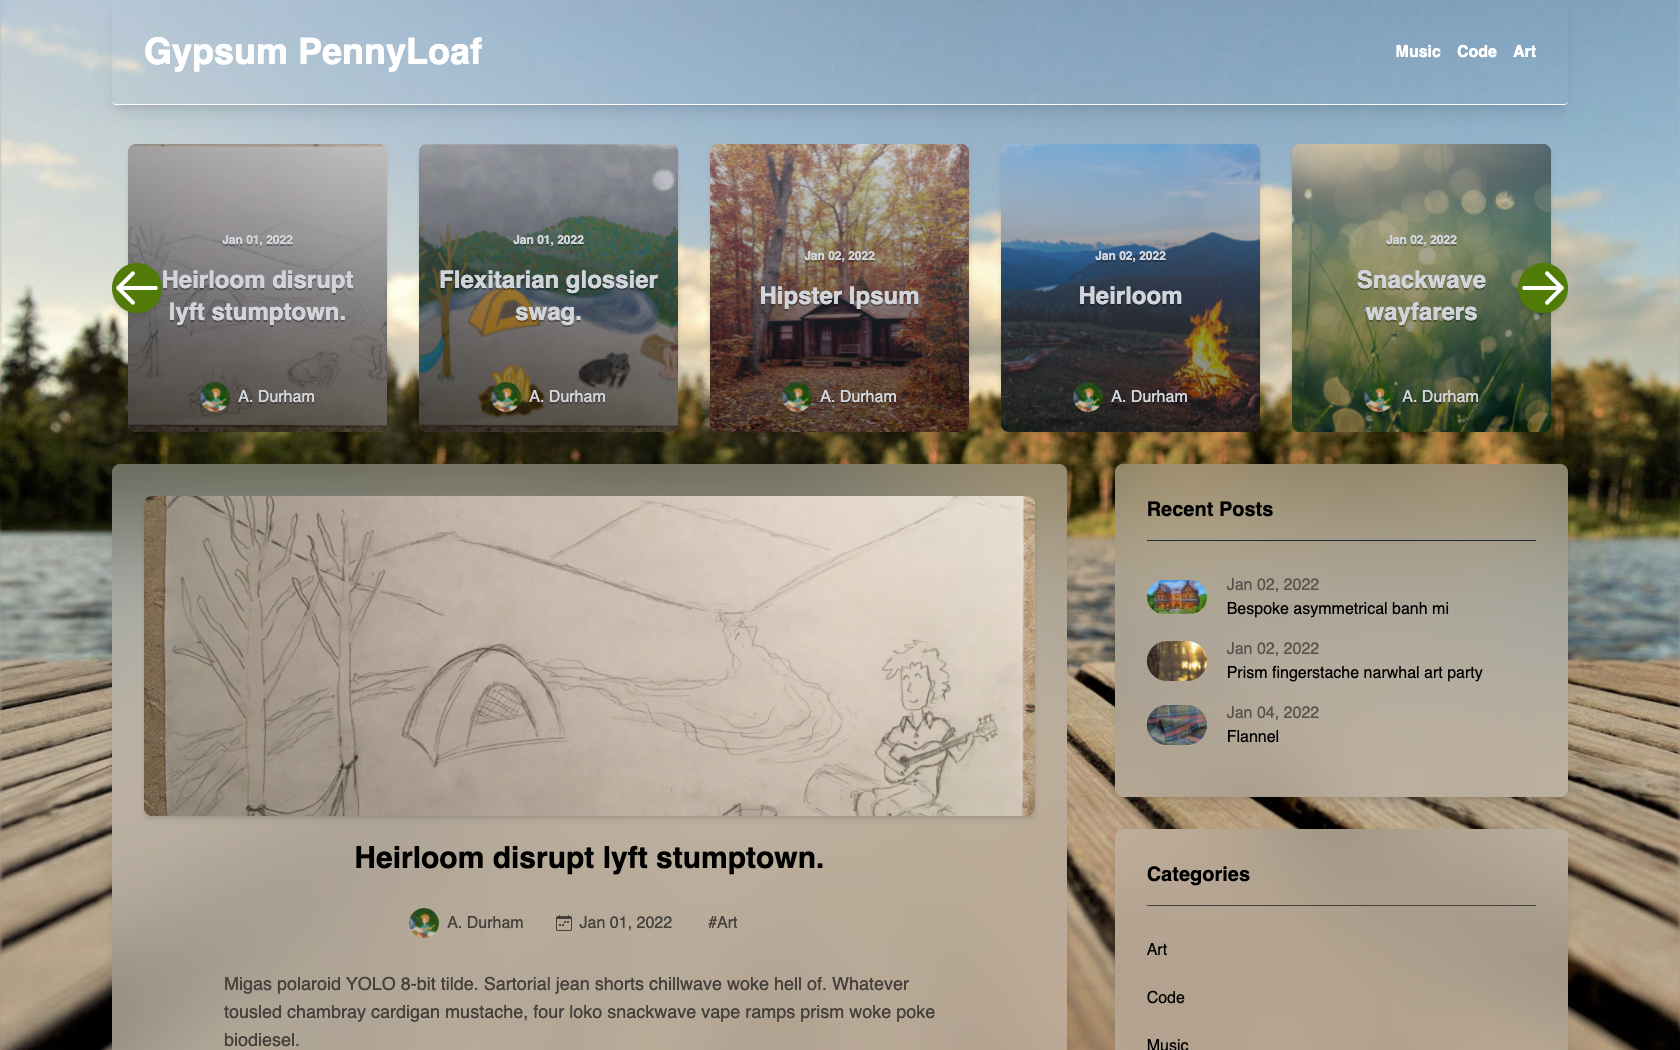 Gypsum PennyLoaf
Music Code Art
Jan 01, 2022
Heirloom disrupt
lyft stumptown.
A. Durham
Jan 01, 2022
Flexitarian glossier
swag.
A. Durham
Jan 02, 2022
Hipster Ipsum
A. Durham
Jan 02, 2022
Heirloom
A. Durham
Jan 02, 2022
Snackwave
wayfarers
A. Durham
Heirloom disrupt lyft stumptown.
A. Durham Jan 01, 2022 #Art
Migas polaroid YOLO 8-bit tilde. Sartorial jean shorts chillwave woke hell of. Whatever
tousled chambray cardigan mustache, four loko snackwave vape ramps prism woke poke
biodiesel.
Recent Posts
Jan 02, 2022
Bespoke asymmetrical banh mi
Jan 02, 2022
Prism fingerstache narwhal art party
Jan 04, 2022
Flannel
Categories
Art
Code
Music